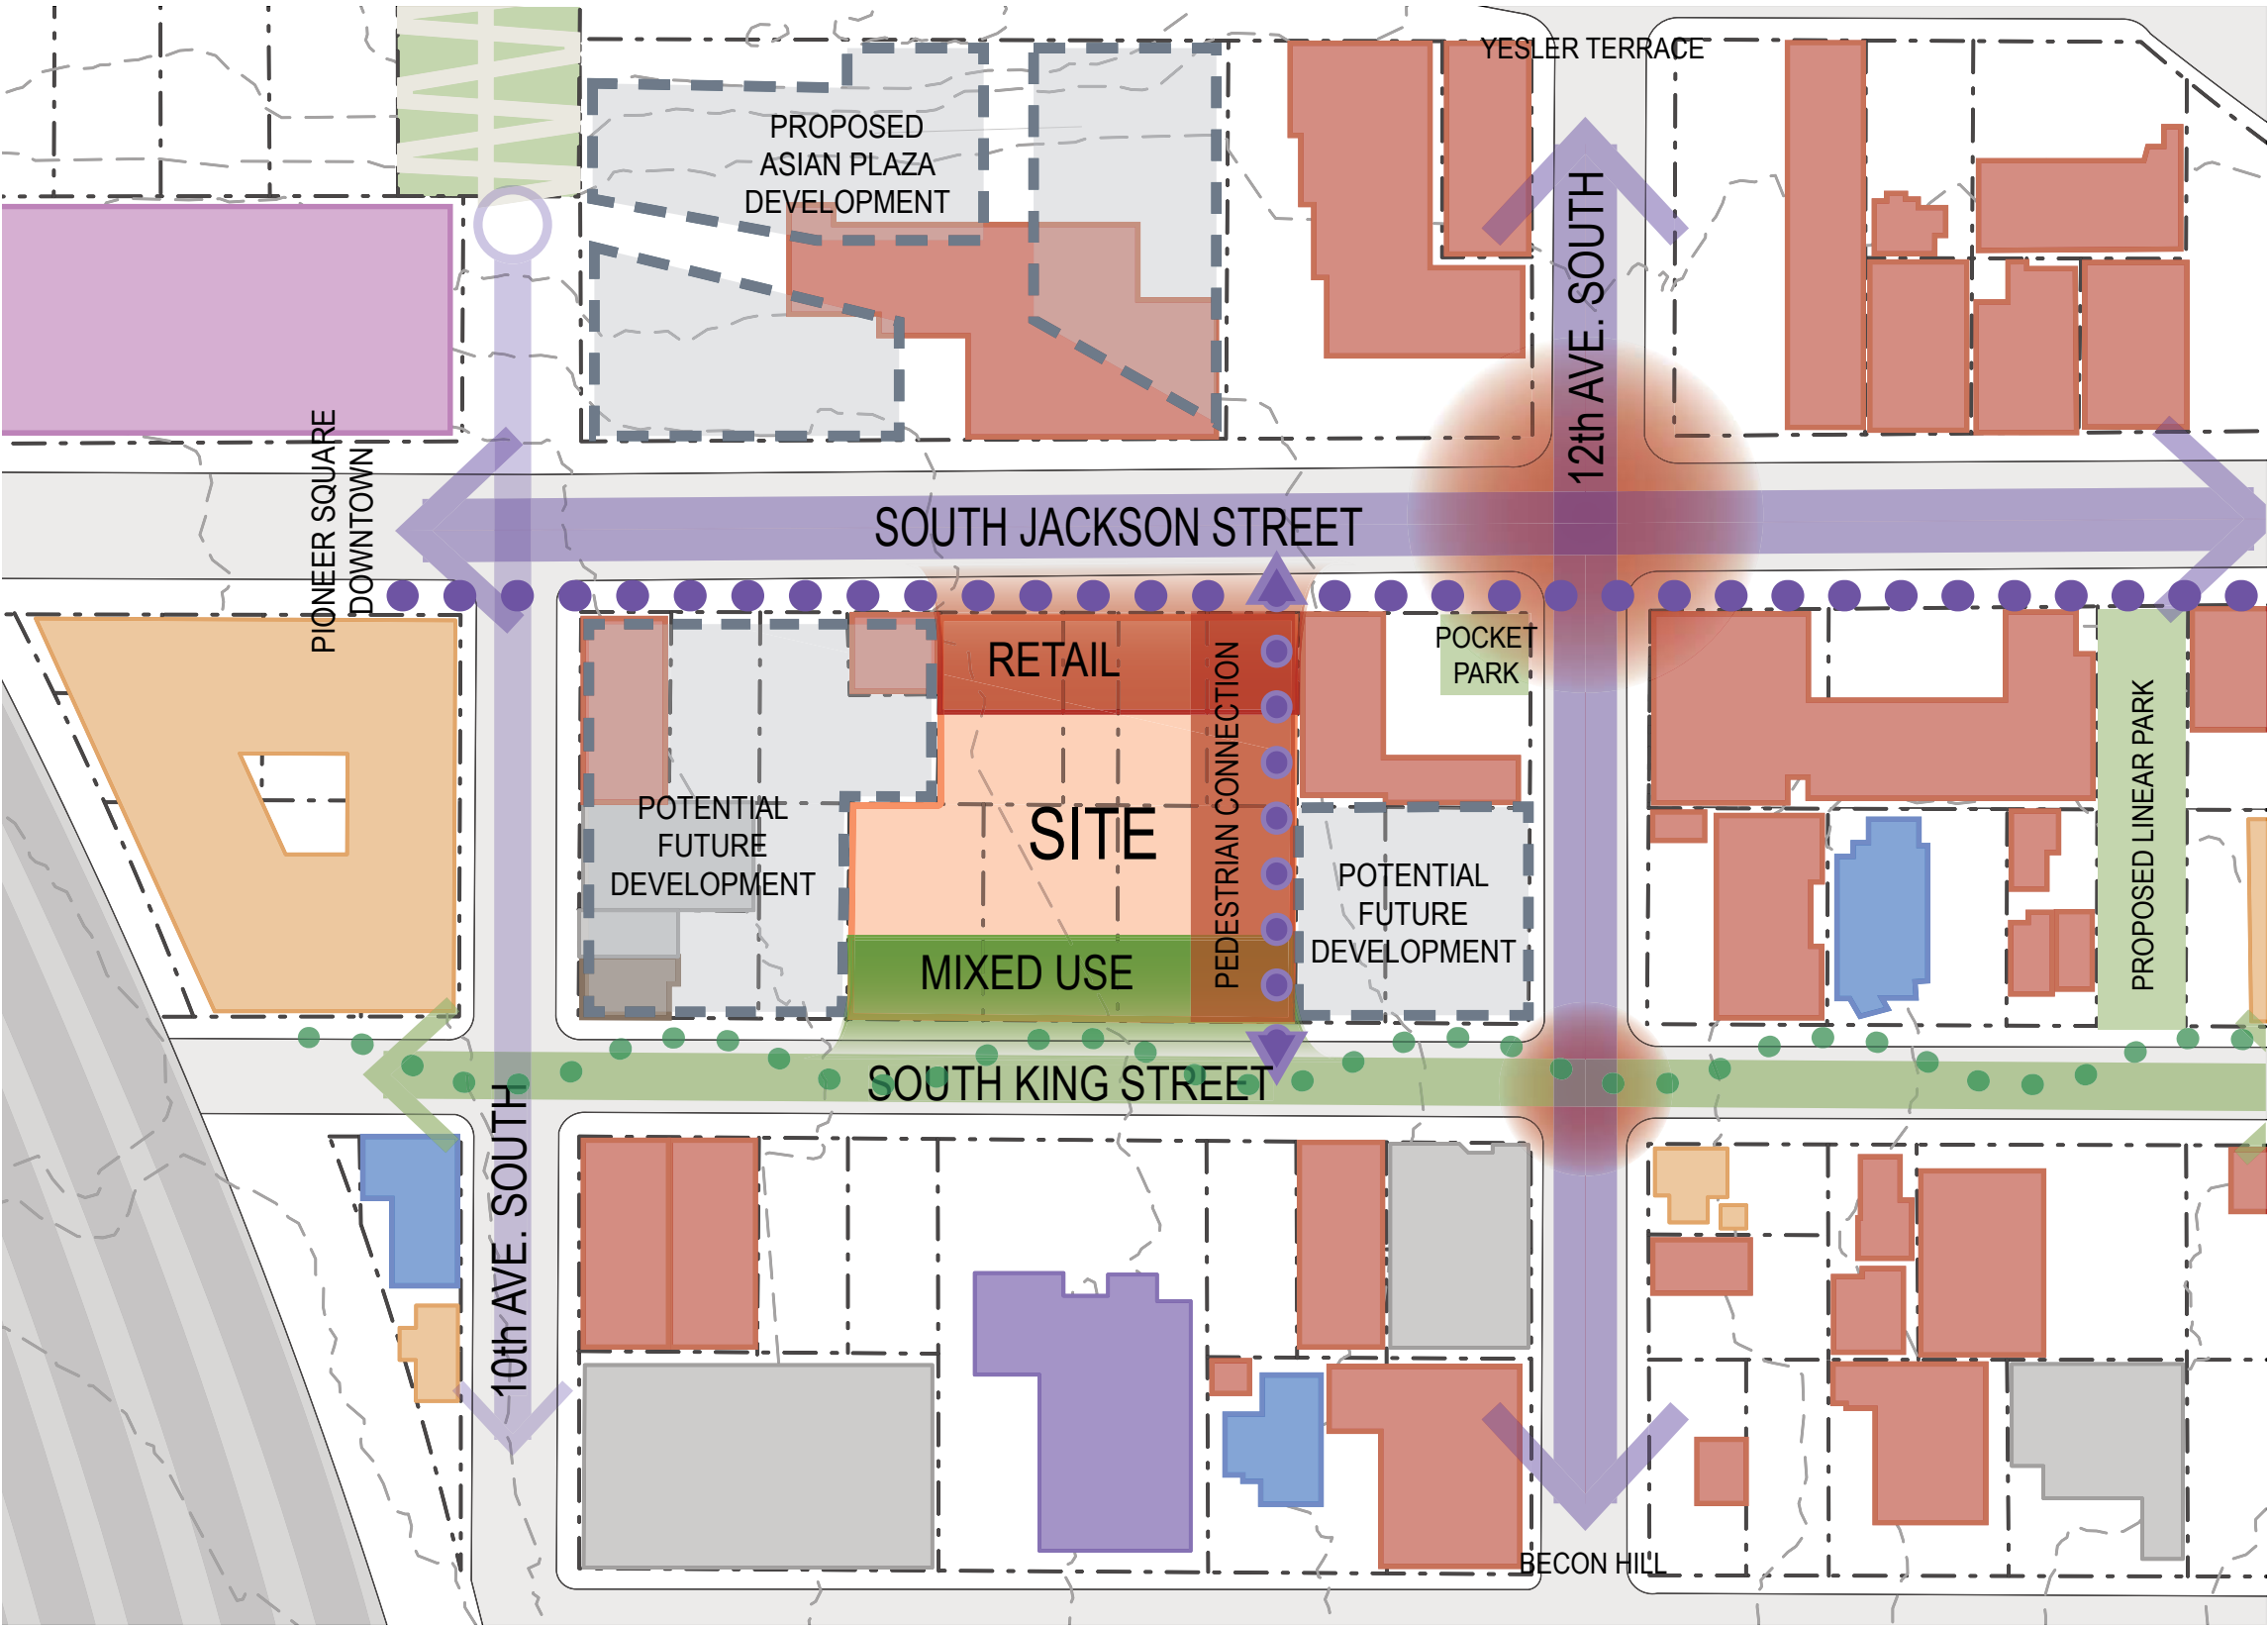 YESLER TERRACE
PROPOSED
ASIAN PLAZA
DEVELOPMENT
12th AVE. SOUTH
PIONEER SQUARE
DOWNTOWN
SOUTH JACKSON STREET
RETAIL
POCKET
PARK
PEDESTRIAN CONNECTION
PROPOSED LINEAR PARK
POTENTIAL
FUTURE
DEVELOPMENT
SITE
POTENTIAL
FUTURE
DEVELOPMENT
MIXED USE
SOUTH KING STREET
10th AVE. SOUTH
BECON HILL